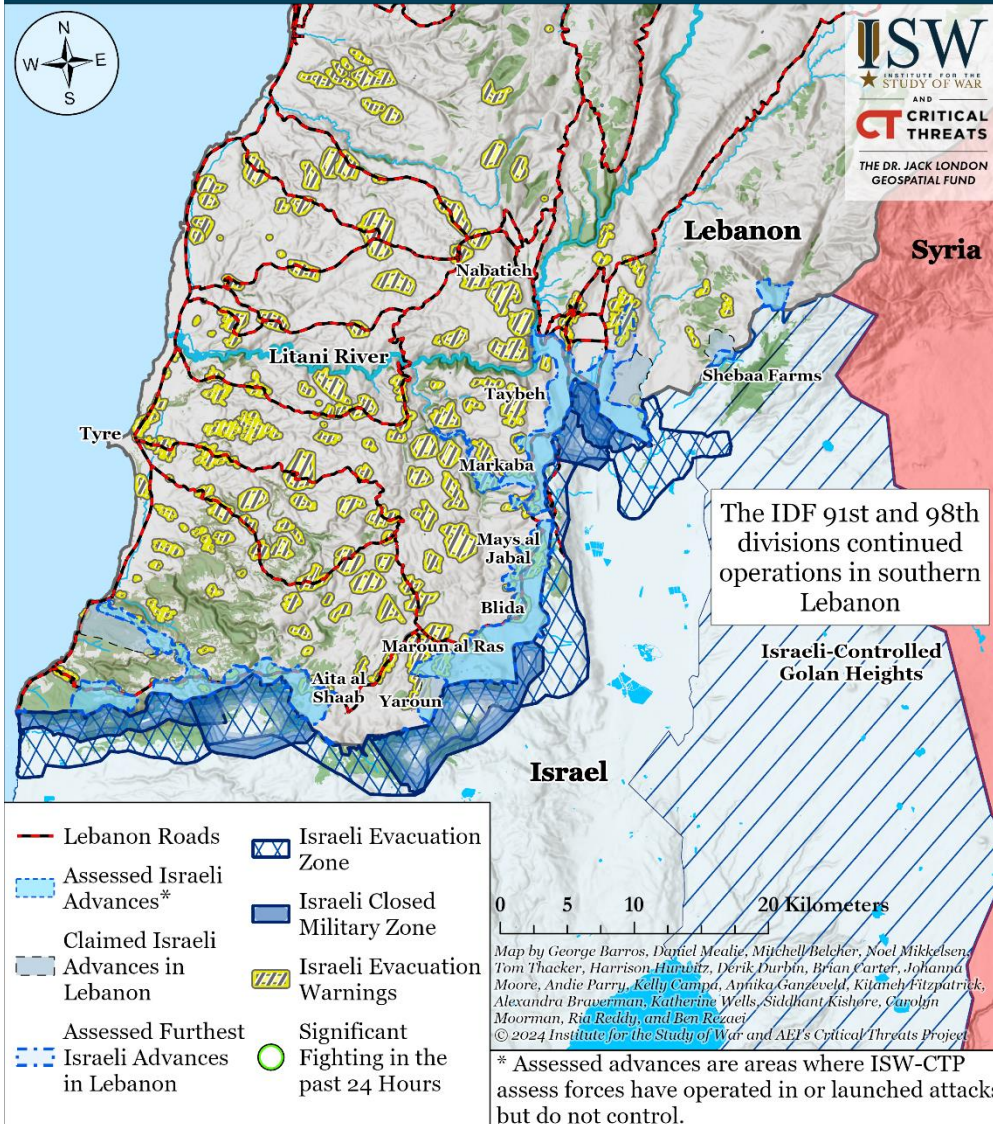 N
W E
S
ISW
INSTITUTE FOR THE
STUDY OF WAR
AND
CT CRITICAL
THREATS
THE DR. JACK LONDON
GEOSPATIAL FUND
Lebanon
Syria
Nabatieh
Litani River
Shebaa Farms
Taybeh
Tyre
Markaba
The IDF 91st and 98th
divisions continued
operations in southern
Lebanon
Mays al
Jabal
Blida
Maroun al Ras
Israeli-Controlled
Golan Heights
Aita al
Shaab
Yaroun
Israel
Lebanon Roads
Assessed Israeli
Advances*
Claimed Israeli
Advances in
Lebanon
Assessed Furthest
Israeli Advances
in Lebanon
Israeli Evacuation
Zone
Israeli Closed
Military Zone
Israeli Evacuation
Warnings
Significant
Fighting in the
past 24 Hours
0 5 10 20 Kilometers
Map by George Barros, Daniel Mealie, Mitchell Belcher, Noel Mikkelsen,
Tom Thacker, Harrison Hurwitz, Derik Durbin, Brian Carter, Johanna
Moore, Andie Parry, Kelly Campa, Annika Ganzeveld, Kitaneh Fitzpatrick,
Alexandra Braverman, Katherine Wells, Siddhant Kishore, Carolyn
Moorman, Ria Reddy, and Ben Rezaei
© 2024 Institute for the Study of War and AEI's Critical Threats Project
* Assessed advances are areas where ISW-CTP
assess forces have operated in or launched attacks
but do not control.